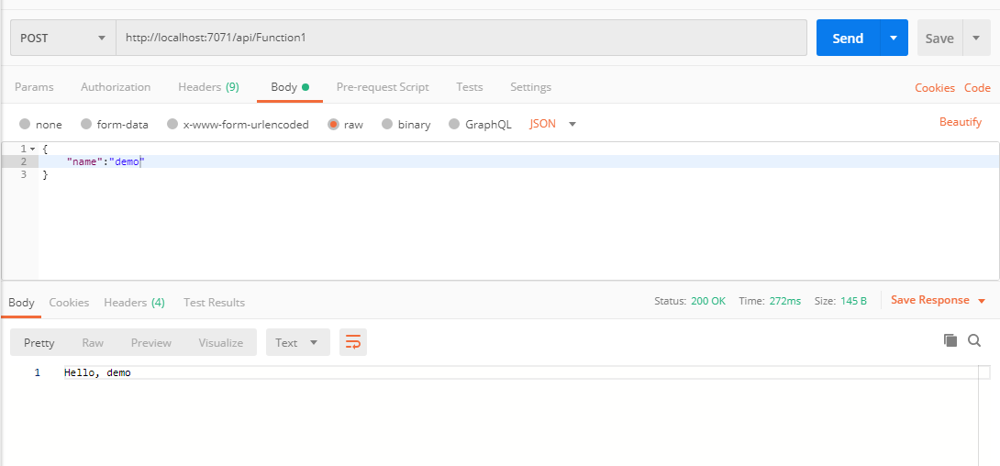 POST http://localhost:7071/api/Function1 Send Save
Params Authorization Headers (9) Body Pre-request Script Tests Settings Cookies Code
none form-data x-www-form-urlencoded raw binary GraphQL JSON Beautify
1 {
2 "name":"demo"
3 }
Body Cookies Headers (4) Test Results Status: 200 OK Time: 272ms Size: 145 B Save Response
Pretty Raw Preview Visualize Text
1 Hello, demo